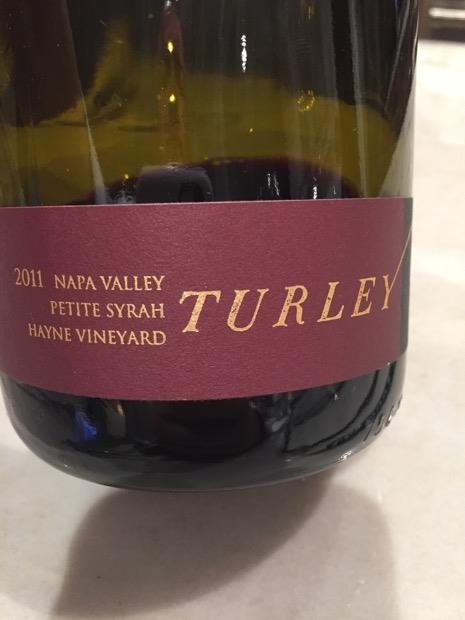 2011 NAPA VALLEY
PETITE SYRAH
HAYNE VINEYARD
TURLEY